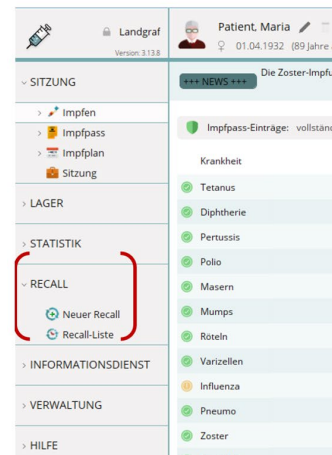 Landgraf
Version: 3.13.8
SITZUNG
Impfen
Impfpass
Impfplan
Sitzung
LAGER
STATISTIK
RECALL
Neuer Recall
Recall-Liste
INFORMATIONSDIENST
VERWALTUNG
HILFE
Patient, Maria
01.04.1932 (89 Jahre
+++ NEWS +++ Die Zoster-Impfu
Impfpass-Einträge: vollständ
Krankheit
Tetanus
Diphtherie
Pertussis
Polio
Masern
Mumps
Röteln
Varizellen
Influenza
Pneumo
Zoster